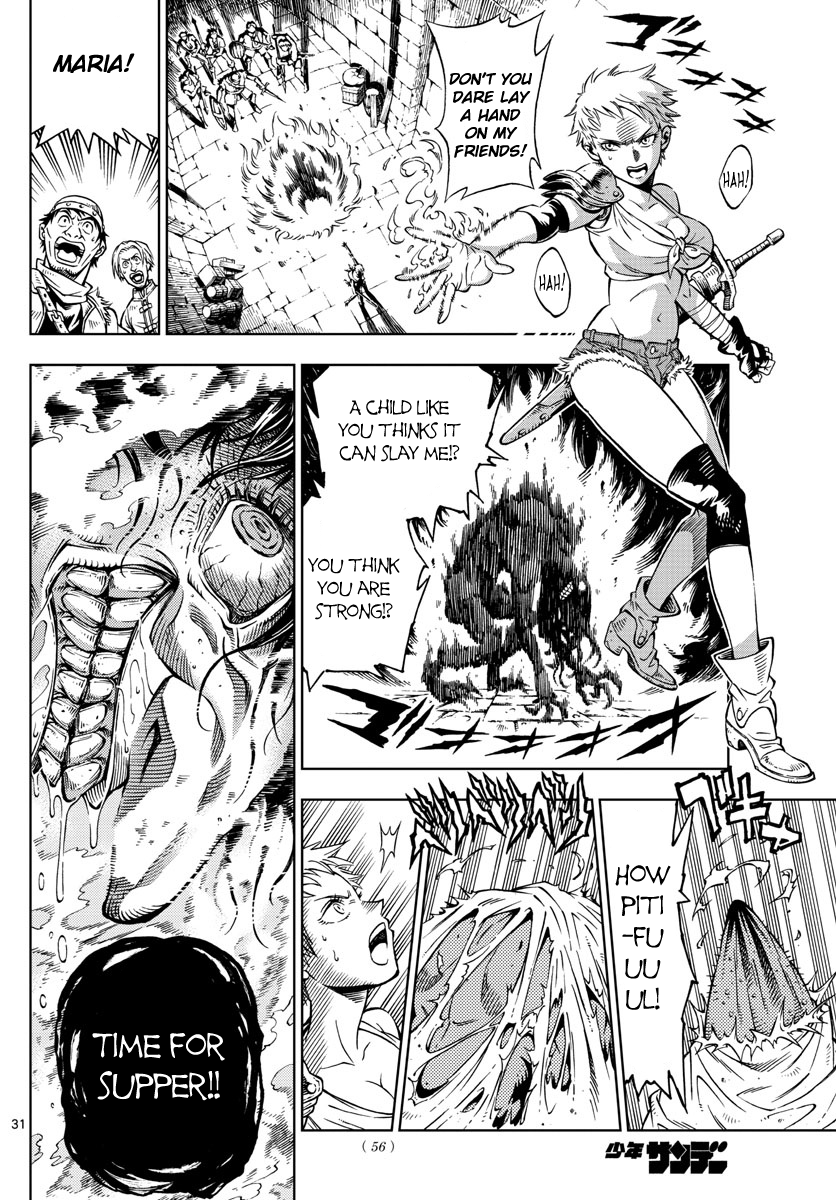 DON'T YOU
DARE LAY
A HAND
ON MY
FRIENDS!
HAH!
HAH!
MARIA!
A CHILD LIKE
YOU THINKS IT
CAN SLAY ME!?
YOU THINK
YOU ARE
STRONG!?
HOW
PITI
-FU
UU
UL!
TIME FOR
SUPPER!!
31
( 56 )
少年サンデー